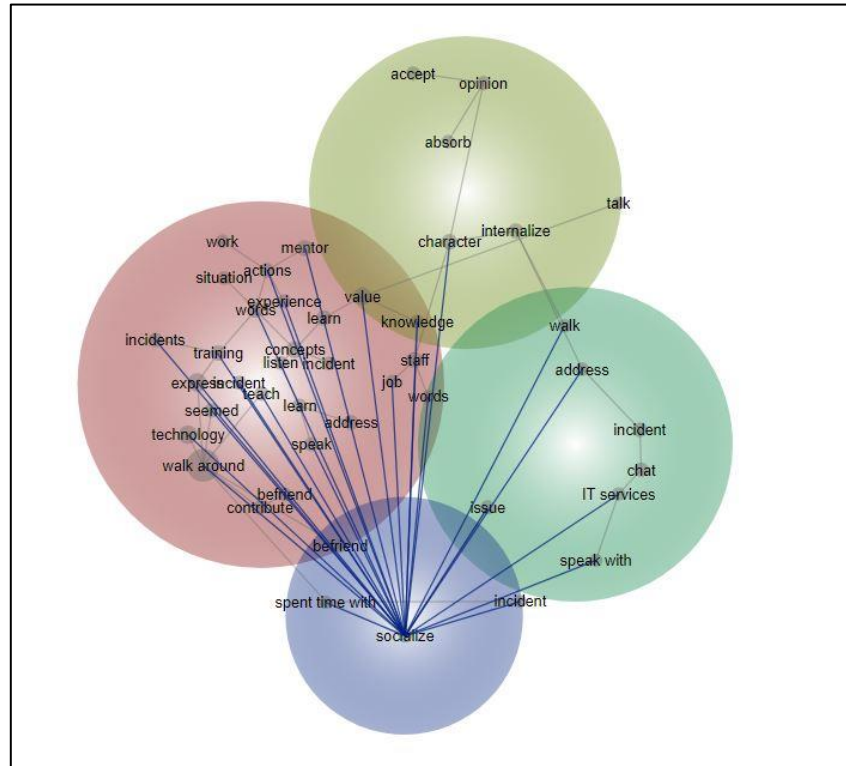 accept
opinion
absorb
talk
internalize
character
work
mentor
actions
situation
experience
value
words
learn
knowledge
walk
incidents
training
concepts
listen
incident
staff
address
express
incident
teach
job
words
seemed
learn
address
technology
speak
incident
walk around
chat
befriend
IT services
contribute
issue
befriend
speak with
spent time with
incident
socialize